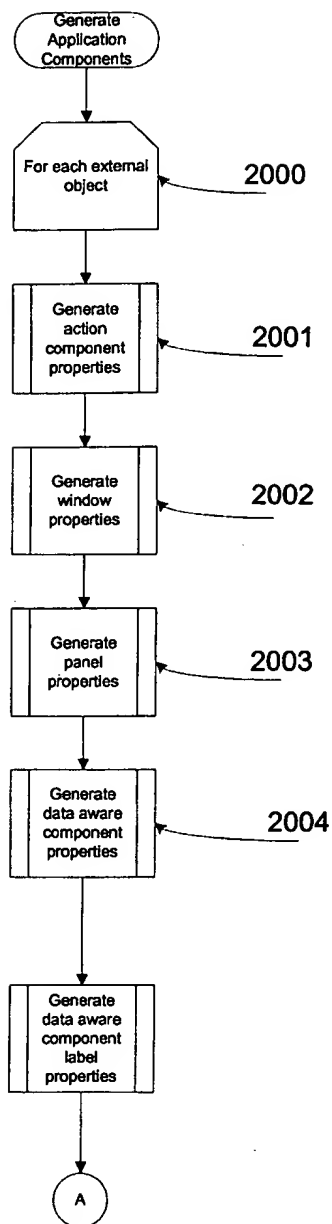 Generate
Application
Components
For each external
object
2000
Generate
action
component
properties
2001
Generate
window
properties
2002
Generate
panel
properties
2003
Generate
data aware
component
properties
2004
Generate
data aware
component
label
properties
A